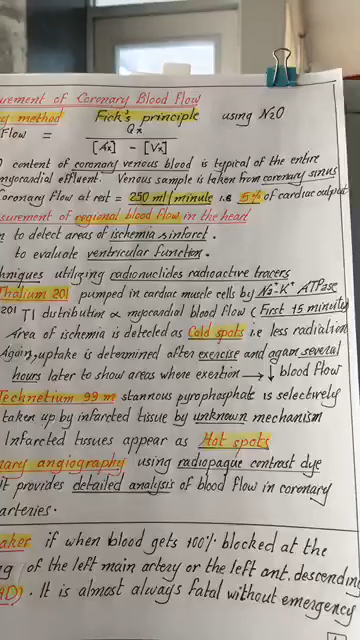 urement of Coronary Blood Flow
ry method Fick's principle using N2O
Flow = Qx
[Ax] - [Vx]
O content of coronary venous blood is typical of the entire
myocardial effluent. Venous sample is taken from coronary sinus
Coronary flow at rest = 250 ml/minute i.e 5% of cardiac output
surement of regional blood flow in the heart
n to detect areas of ischemia & infarct.
to evaluate ventricular function.
chniques utilizing radionuclides radioactive tracers
Thalium 201 pumped in cardiac muscle cells by Na+-K+ ATPase
201 Tl distribution ∝ myocardial blood flow (First 15 minutes
Area of ischemia is detected as Cold spots i.e less radiation
Again, uptake is determined after exercise and again several
hours later to show areas where exertion → ↓ blood flow
Technetium 99 m stannous pyrophosphate is selectively
taken up by infarcted tissue by unknown mechanism
Infarcted tissues appear as Hot spots
nary angiography using radiopaque contrast dye
it provides detailed analysis of blood flow in coronary
arteries.
aker if when blood gets 100% blocked at the
g of the left main artery or the left ant. descending
AD). It is almost always fatal without emergency